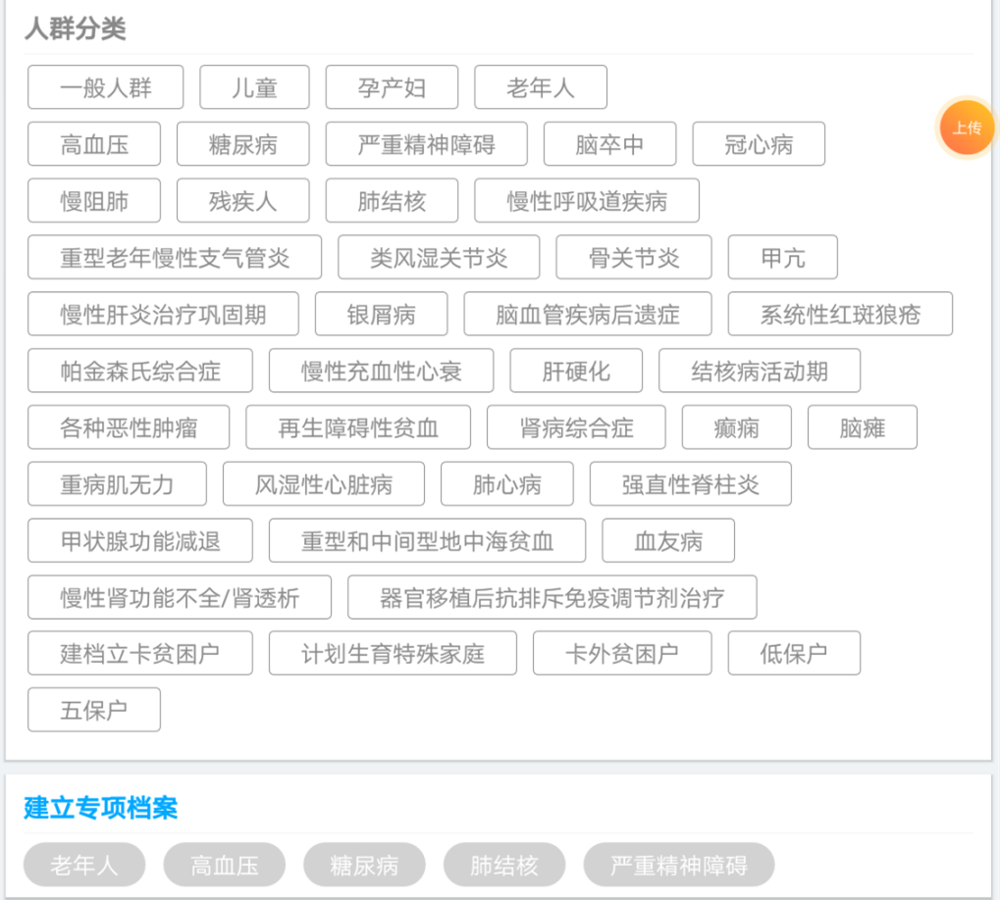 人群分类
一般人群 儿童 孕产妇 老年人
上传
高血压 糖尿病 严重精神障碍 脑卒中 冠心病
慢阻肺 残疾人 肺结核 慢性呼吸道疾病
重型老年慢性支气管炎 类风湿关节炎 骨关节炎 甲亢
慢性肝炎治疗巩固期 银屑病 脑血管疾病后遗症 系统性红斑狼疮
帕金森氏综合症 慢性充血性心衰 肝硬化 结核病活动期
各种恶性肿瘤 再生障碍性贫血 肾病综合症 癫痫 脑瘫
重病肌无力 风湿性心脏病 肺心病 强直性脊柱炎
甲状腺功能减退 重型和中间型地中海贫血 血友病
慢性肾功能不全/肾透析 器官移植后抗排斥免疫调节剂治疗
建档立卡贫困户 计划生育特殊家庭 卡外贫困户 低保户
五保户
建立专项档案
老年人 高血压 糖尿病 肺结核 严重精神障碍